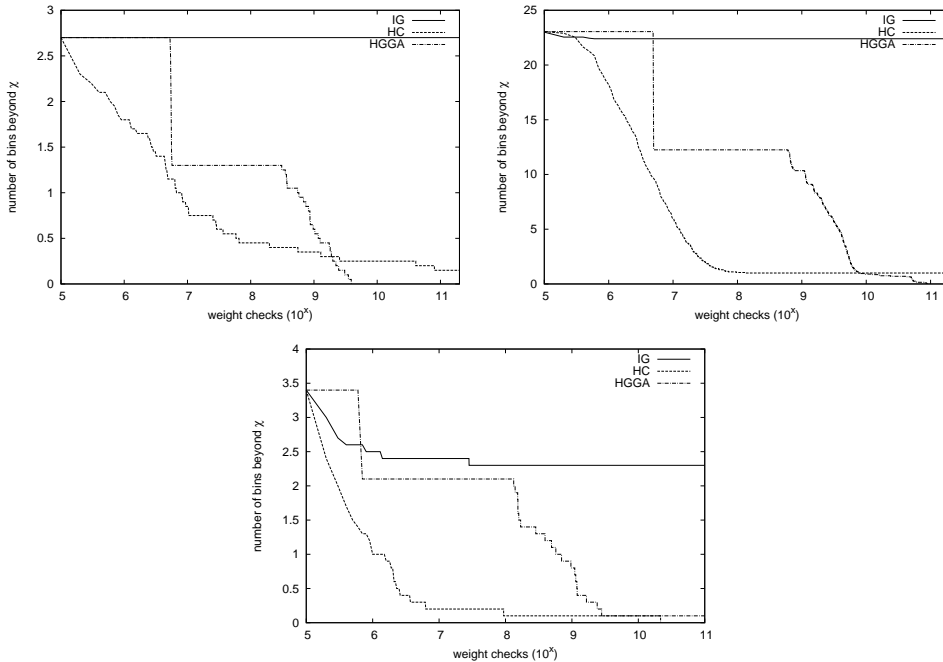 3
2.5
2
1.5
1
0.5
0
5 6 7 8 9 10 11
number of bins beyond χ
weight checks (10^x)
IG
HC
HGGA
25
20
15
10
5
0
5 6 7 8 9 10 11
number of bins beyond χ
weight checks (10^x)
IG
HC
HGGA
4
3.5
3
2.5
2
1.5
1
0.5
0
5 6 7 8 9 10 11
number of bins beyond χ
weight checks (10^x)
IG
HC
HGGA